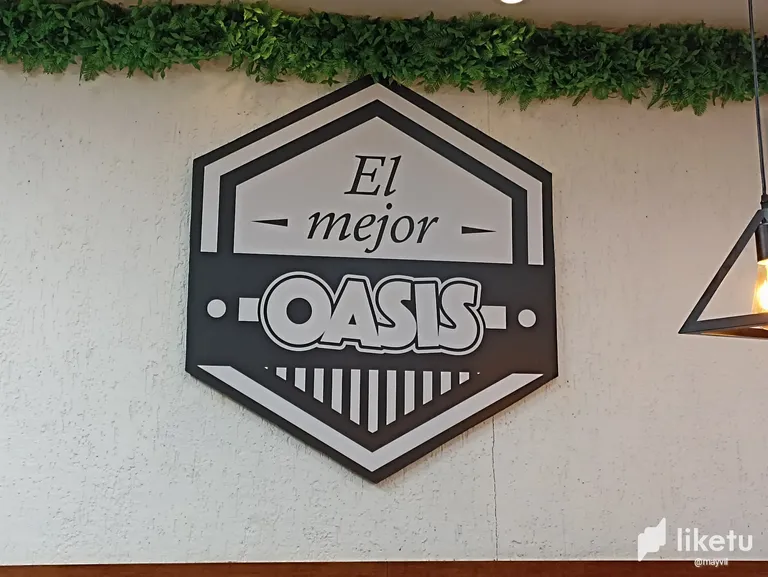 El
mejor
OASIS
liketu
@mayvil